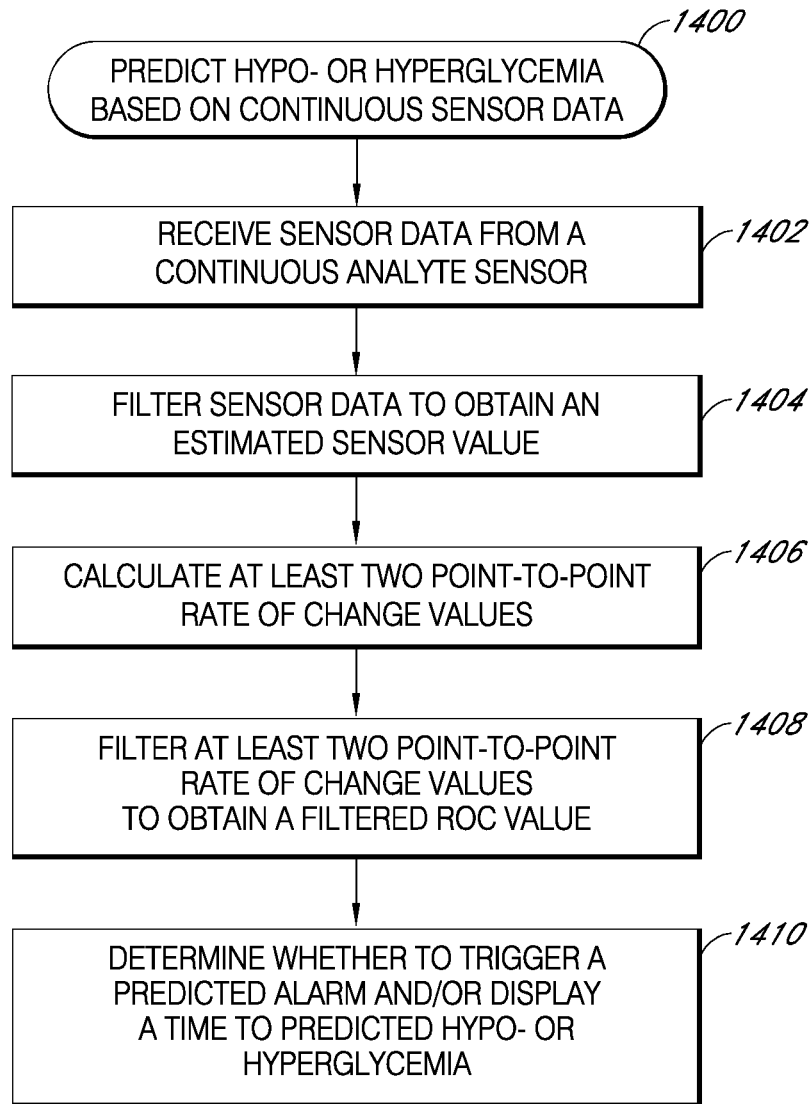 1400
PREDICT HYPO- OR HYPERGLYCEMIA
BASED ON CONTINUOUS SENSOR DATA
RECEIVE SENSOR DATA FROM A
CONTINUOUS ANALYTE SENSOR
1402
FILTER SENSOR DATA TO OBTAIN AN
ESTIMATED SENSOR VALUE
1404
CALCULATE AT LEAST TWO POINT-TO-POINT
RATE OF CHANGE VALUES
1406
FILTER AT LEAST TWO POINT-TO-POINT
RATE OF CHANGE VALUES
TO OBTAIN A FILTERED ROC VALUE
1408
DETERMINE WHETHER TO TRIGGER A
PREDICTED ALARM AND/OR DISPLAY
A TIME TO PREDICTED HYPO- OR
HYPERGLYCEMIA
1410